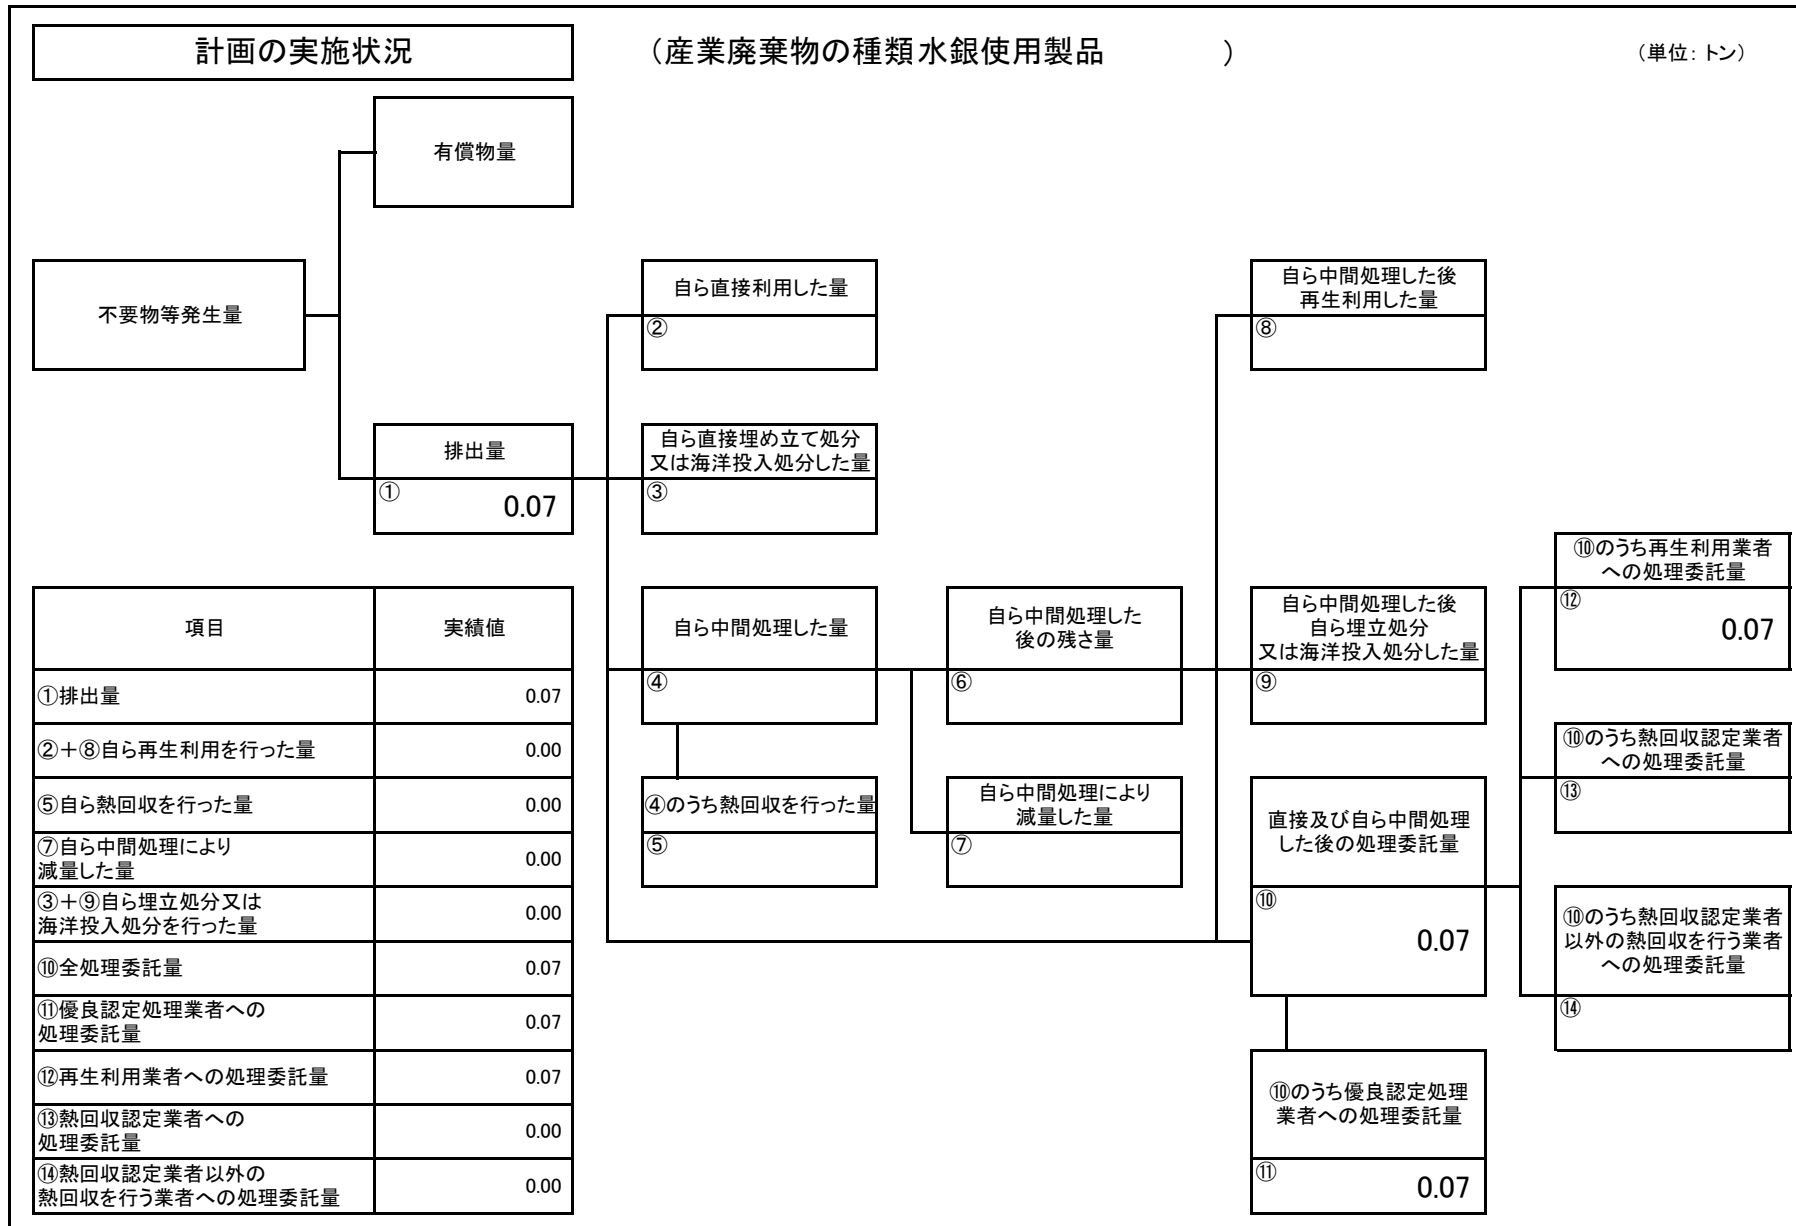 計画の実施状況
（産業廃棄物の種類水銀使用製品　　　　）
（単位：トン）
有償物量
不要物等発生量
自ら直接利用した量
②
自ら中間処理した後
再生利用した量
⑧
排出量
①
0.07
自ら直接埋め立て処分
又は海洋投入処分した量
③
⑩のうち再生利用業者
への処理委託量
⑫
0.07
自ら中間処理した量
④
自ら中間処理した
後の残さ量
⑥
自ら中間処理した後
自ら埋立処分
又は海洋投入処分した量
⑨
⑩のうち熱回収認定業者
への処理委託量
⑬
④のうち熱回収を行った量
⑤
自ら中間処理により
減量した量
⑦
直接及び自ら中間処理
した後の処理委託量
⑩
0.07
⑩のうち熱回収認定業者
以外の熱回収を行う業者
への処理委託量
⑭
⑩のうち優良認定処理
業者への処理委託量
⑪
0.07
項目 実績値
①排出量 0.07
②＋⑧自ら再生利用を行った量 0.00
⑤自ら熱回収を行った量 0.00
⑦自ら中間処理により
減量した量 0.00
③＋⑨自ら埋立処分又は
海洋投入処分を行った量 0.00
⑩全処理委託量 0.07
⑪優良認定処理業者への
処理委託量 0.07
⑫再生利用業者への処理委託量 0.07
⑬熱回収認定業者への
処理委託量 0.00
⑭熱回収認定業者以外の
熱回収を行う業者への処理委託量 0.00